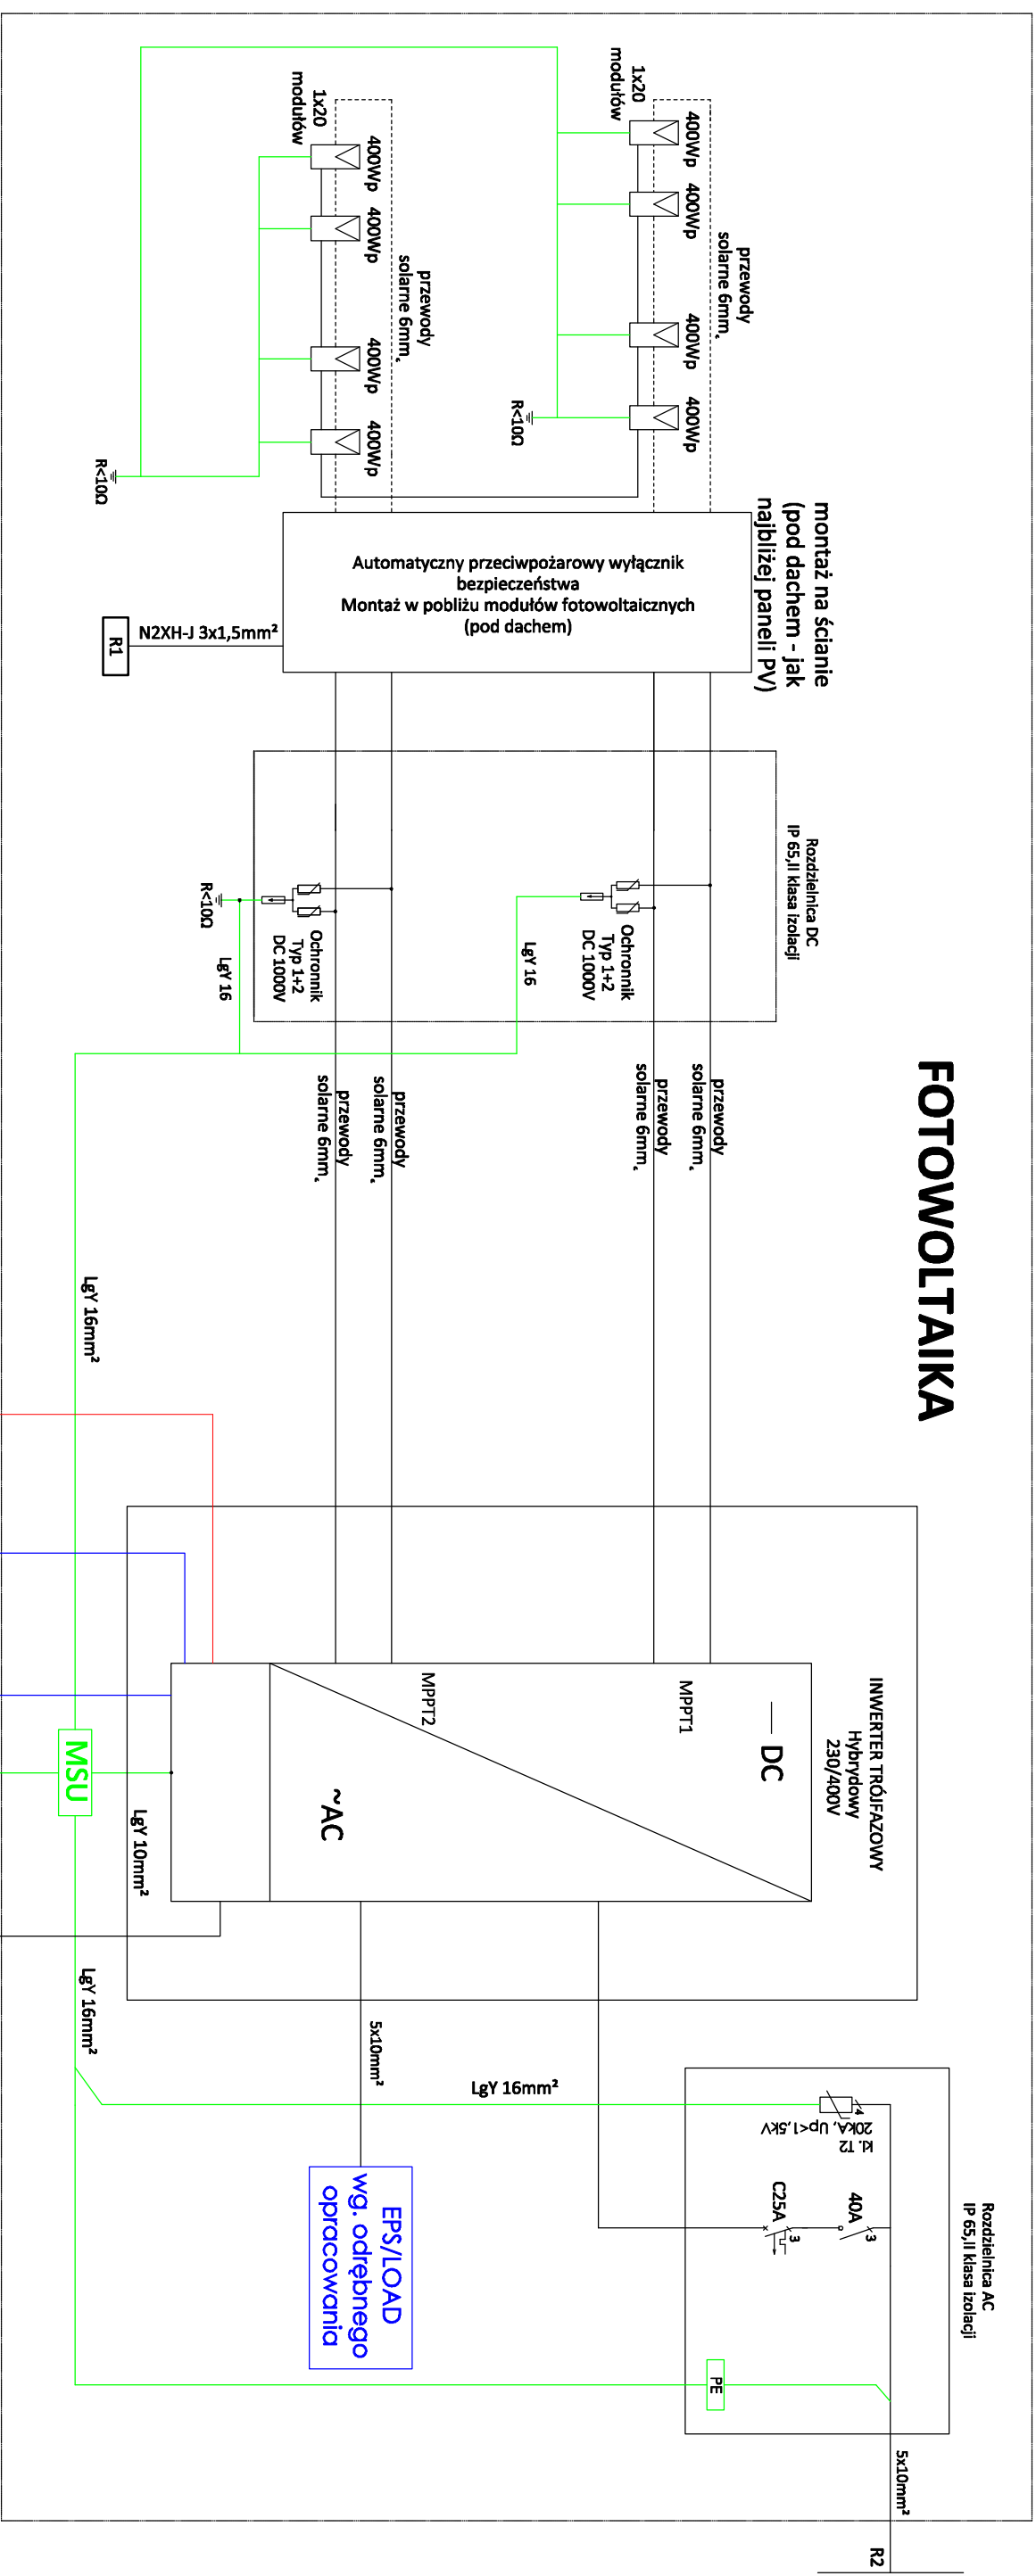 FOTOWOLTAIKA
1x20
modułów
400Wp
400Wp
400Wp
400Wp
przewody
solarne 6mm
R<10Ω
1x20
modułów
400Wp
400Wp
400Wp
400Wp
przewody
solarne 6mm
R<10Ω
montaż na ścianie
(pod dachem - jak
najbliżej paneli PV)
Automatyczny przeciwpożarowy wyłącznik
bezpieczeństwa
Montaż w pobliżu modułów fotowoltaicznych
(pod dachem)
N2XH-J 3x1,5mm²
R1
Rozdzielnica DC
IP 65,II klasa izolacji
Ochronnik
Typ 1+2
DC 1000V
LgY 16
Ochronnik
Typ 1+2
DC 1000V
R<10Ω
LgY 16
przewody
solarne 6mm
przewody
solarne 6mm
przewody
solarne 6mm
przewody
solarne 6mm
LgY 16mm²
INWERTER TRÓJFAZOWY
Hybrydowy
230/400V
DC
MPPT1
MPPT2
~AC
MSU
LgY 10mm²
LgY 16mm²
5x10mm²
LgY 16mm²
EPS/LOAD
wg. odrębnego
opracowania
Rozdzielnica AC
IP 65,II klasa izolacji
4
kl. T2
20kA, Up<1,5kV
40A
3
C25A
3
PE
5x10mm²
R2